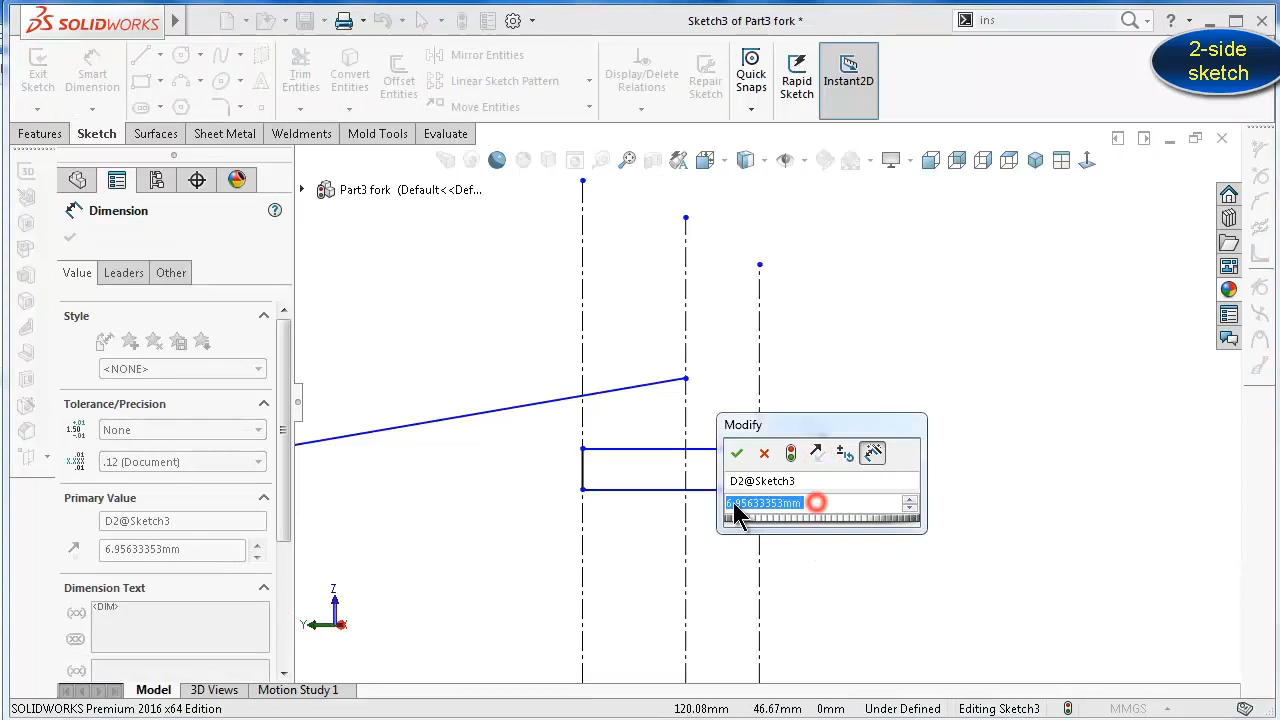 SOLIDWORKS
Sketch3 of Part3 fork *
ins
?
2-side
sketch
Exit
Sketch
Smart
Dimension
Trim
Entities
Convert
Entities
Offset
Entities
Mirror Entities
Linear Sketch Pattern
Move Entities
Display/Delete
Relations
Repair
Sketch
Quick
Snaps
Rapid
Sketch
Instant2D
Features
Sketch
Surfaces
Sheet Metal
Weldments
Mold Tools
Evaluate
Part3 fork (Default<<Def...
Dimension
Value
Leaders
Other
Style
<NONE>
Tolerance/Precision
None
.12 (Document)
Primary Value
D2@Sketch3
6.95633353mm
Dimension Text
<DIM>
Modify
D2@Sketch3
6.95633353mm
Z
Y
X
Model
3D Views
Motion Study 1
SOLIDWORKS Premium 2016 x64 Edition
120.08mm
46.67mm
0mm
Under Defined
Editing Sketch3
MMGS